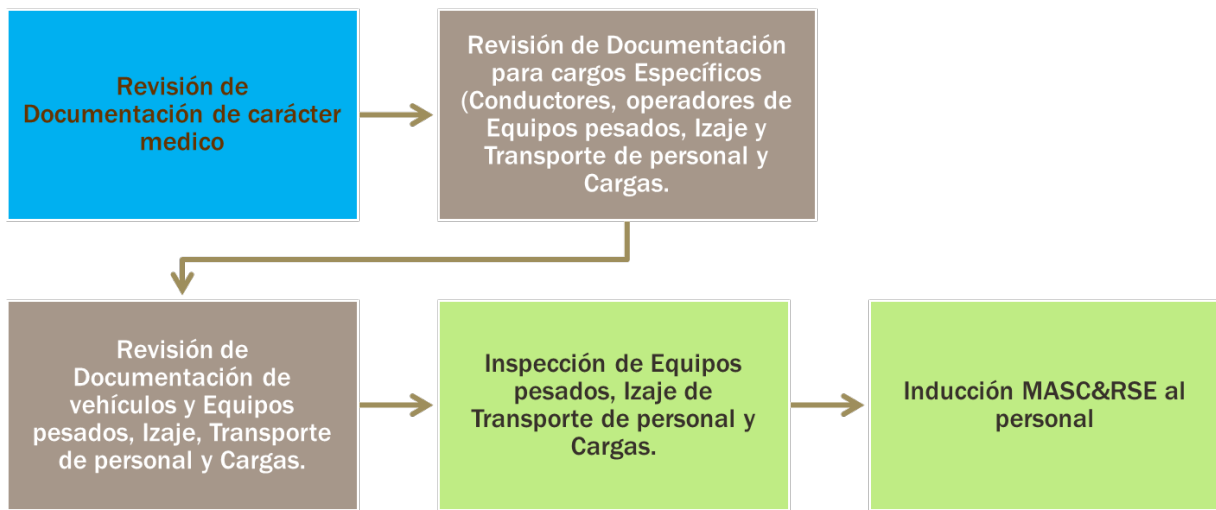 Revisión de
Documentación de carácter
medico
Revisión de Documentación
para cargos Específicos
(Conductores, operadores de
Equipos pesados, Izaje y
Transporte de personal y
Cargas.
Revisión de
Documentación de
vehículos y Equipos
pesados, Izaje, Transporte
de personal y Cargas.
Inspección de Equipos
pesados, Izaje de
Transporte de personal y
Cargas.
Inducción MASC&RSE al
personal